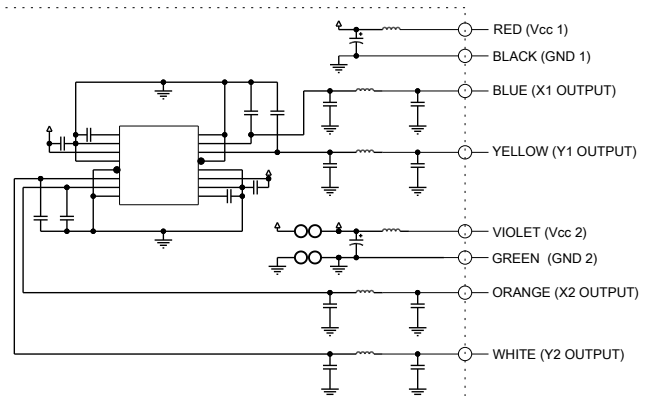 RED (Vcc 1)
BLACK (GND 1)
BLUE (X1 OUTPUT)
YELLOW (Y1 OUTPUT)
VIOLET (Vcc 2)
GREEN (GND 2)
ORANGE (X2 OUTPUT)
WHITE (Y2 OUTPUT)